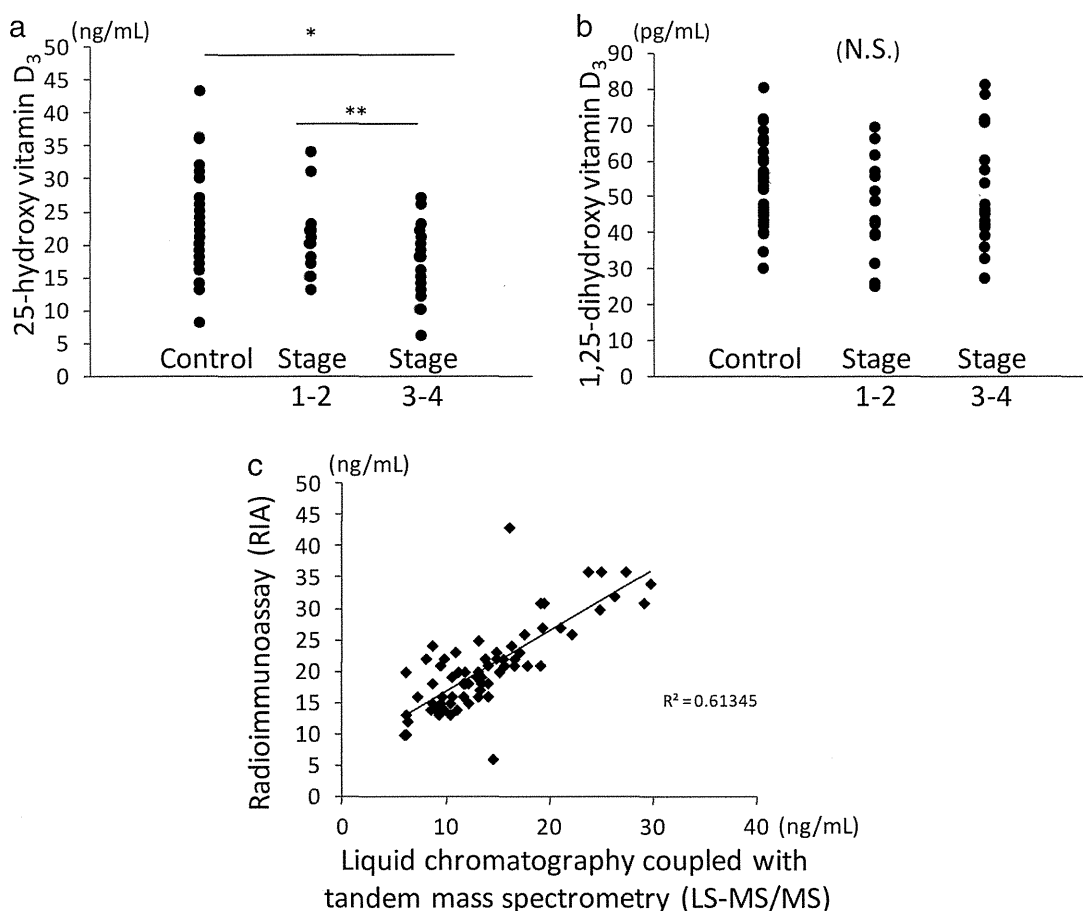 a
(ng/mL)
25-hydroxy vitamin D3
50
45
40
35
30
25
20
15
10
5
0
*
**
Control
Stage
1-2
Stage
3-4
b
(pg/mL)
1,25-dihydroxy vitamin D3
90
80
70
60
50
40
30
20
10
0
(N.S.)
Control
Stage
1-2
Stage
3-4
c
(ng/mL)
Radioimmunoassay (RIA)
50
45
40
35
30
25
20
15
10
5
0
R² = 0.61345
0 10 20 30 40 (ng/mL)
Liquid chromatography coupled with
tandem mass spectrometry (LS-MS/MS)